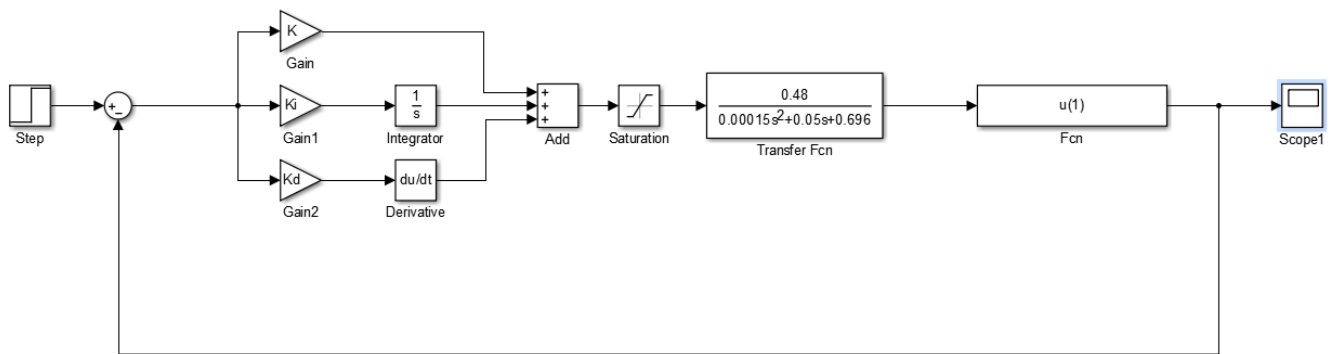 K
Gain
Step
+
−
Ki
Gain1
1
s
Integrator
+
+
+
Add
Saturation
0.48
0.00015s²+0.05s+0.696
Transfer Fcn
u(1)
Fcn
Scope1
Kd
Gain2
du/dt
Derivative